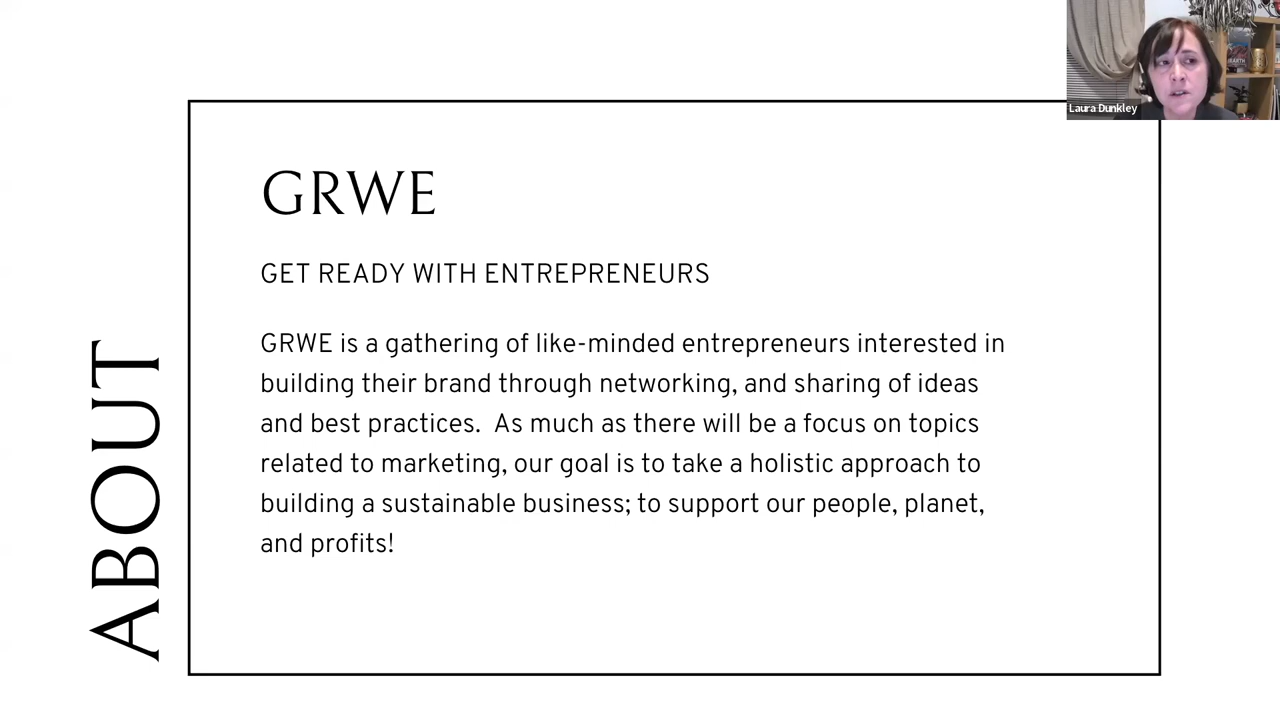 Laura Dunkley
ABOUT
GRWE
GET READY WITH ENTREPRENEURS
GRWE is a gathering of like-minded entrepreneurs interested in
building their brand through networking, and sharing of ideas
and best practices.  As much as there will be a focus on topics
related to marketing, our goal is to take a holistic approach to
building a sustainable business; to support our people, planet,
and profits!